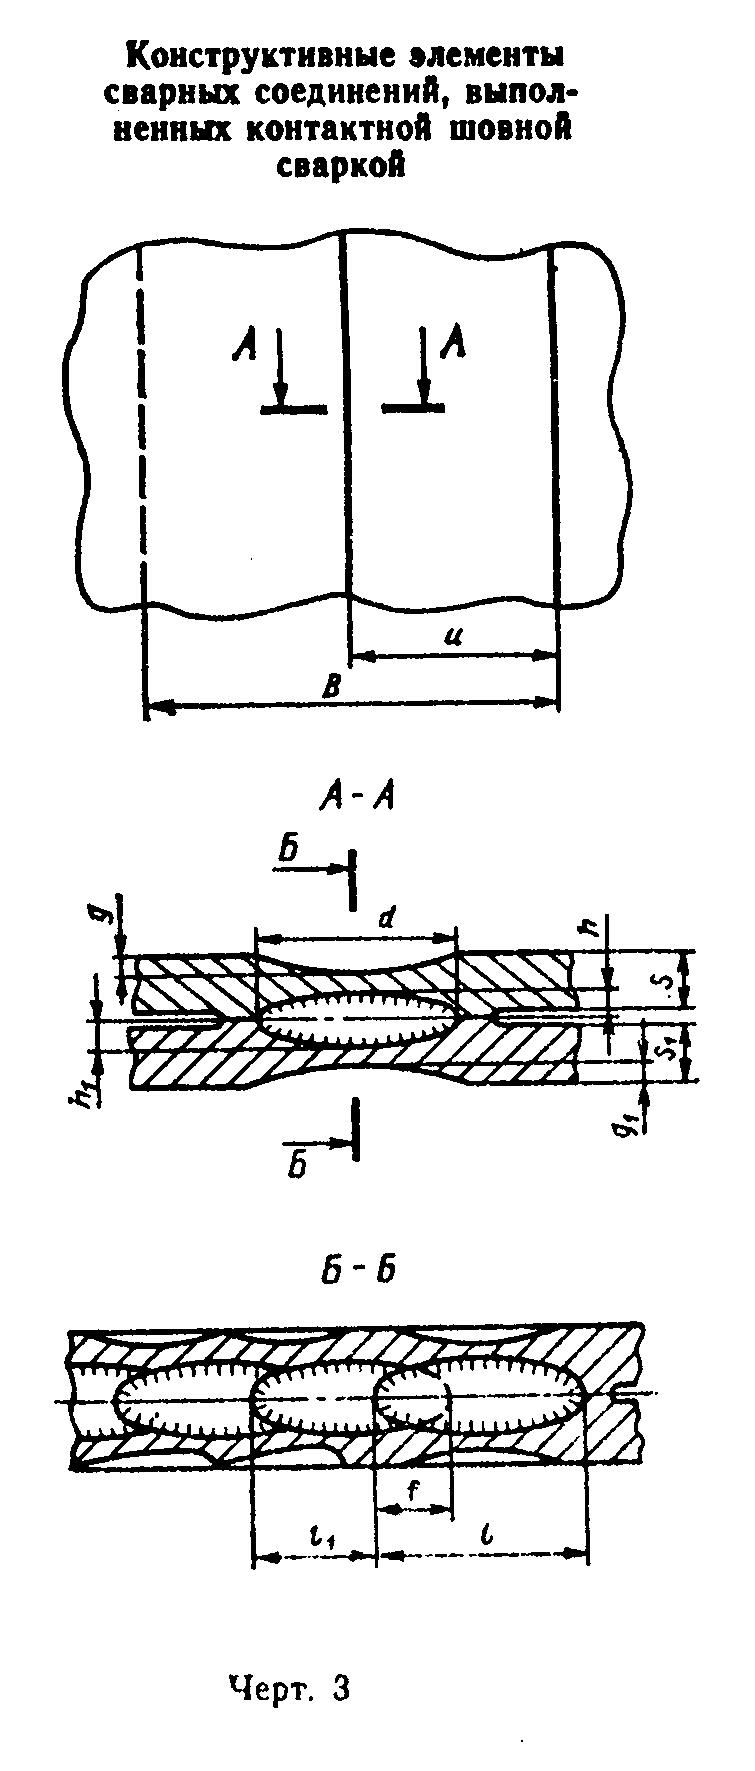 Конструктивные элементы
сварных соединений, выпол-
ненных контактной шовной
сваркой
А А
и
В
А - А
Б
g d h
s
h₁ s₁
g₁
Б
Б - Б
f
l₁ l
Черт. 3